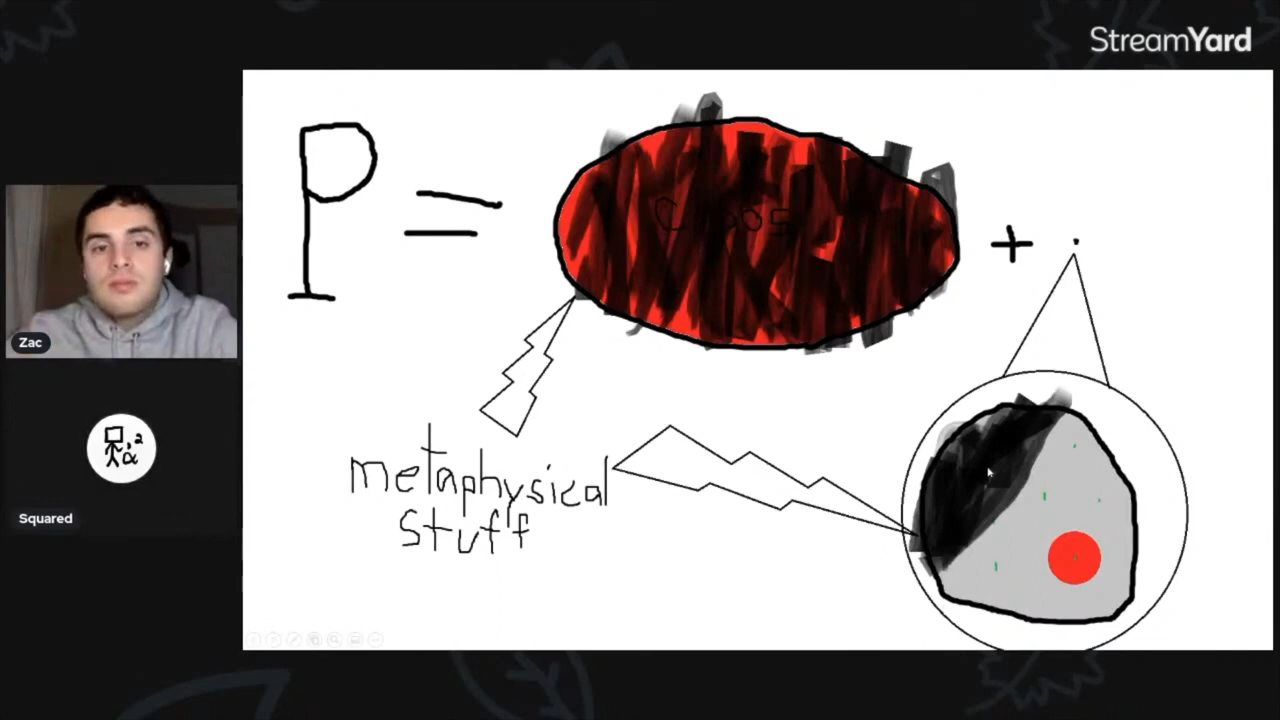 StreamYard
P =
+ .
Zac
metaphysical
stuff
Squared